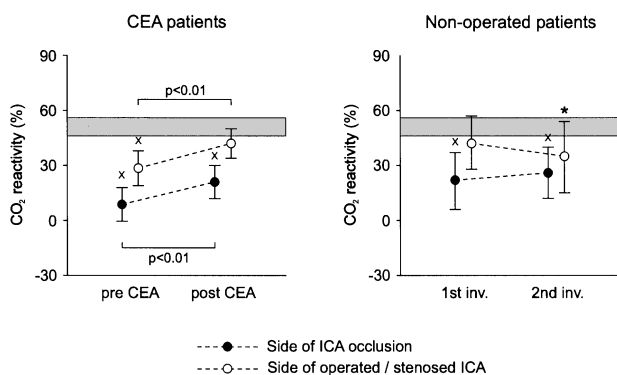 CEA patients
CO₂ reactivity (%)
90
60
30
0
-30
p<0.01
x
x
x
p<0.01
pre CEA
post CEA
Non-operated patients
CO₂ reactivity (%)
90
60
30
0
-30
x
x
*
1st inv.
2nd inv.
Side of ICA occlusion
Side of operated / stenosed ICA